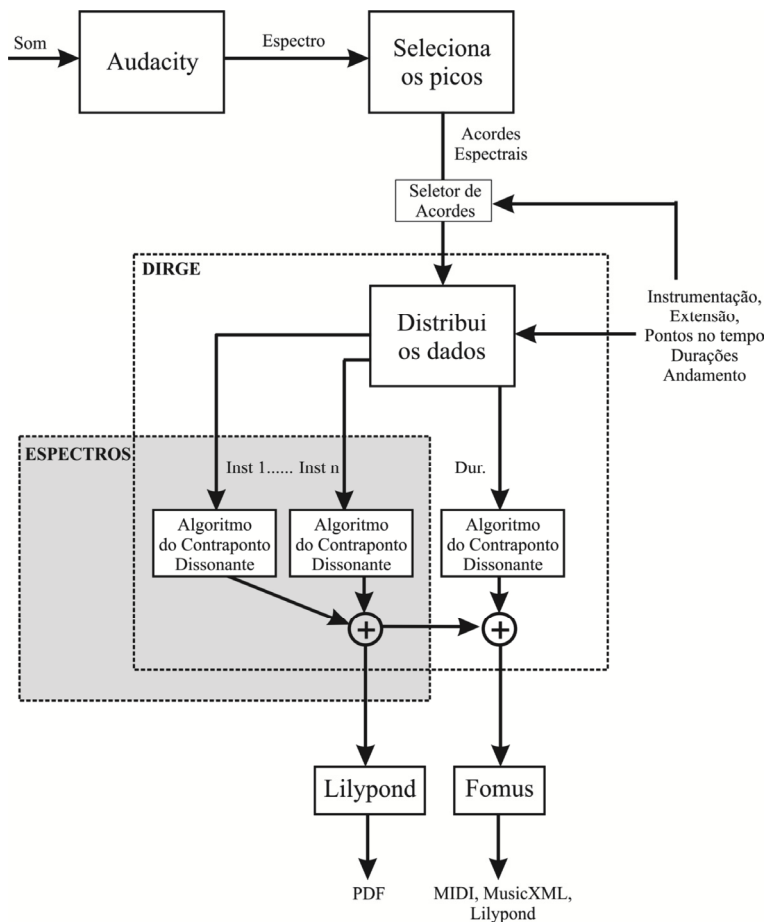 Som
Audacity
Espectro
Seleciona
os picos
Acordes
Espectrais
Seletor de
Acordes
DIRGE
Distribui
os dados
Instrumentação,
Extensão,
Pontos no tempo
Durações
Andamento
ESPECTROS
Inst 1...... Inst n
Dur.
Algoritmo
do Contraponto
Dissonante
Algoritmo
do Contraponto
Dissonante
Algoritmo
do Contraponto
Dissonante
+
+
Lilypond
Fomus
PDF
MIDI, MusicXML,
Lilypond